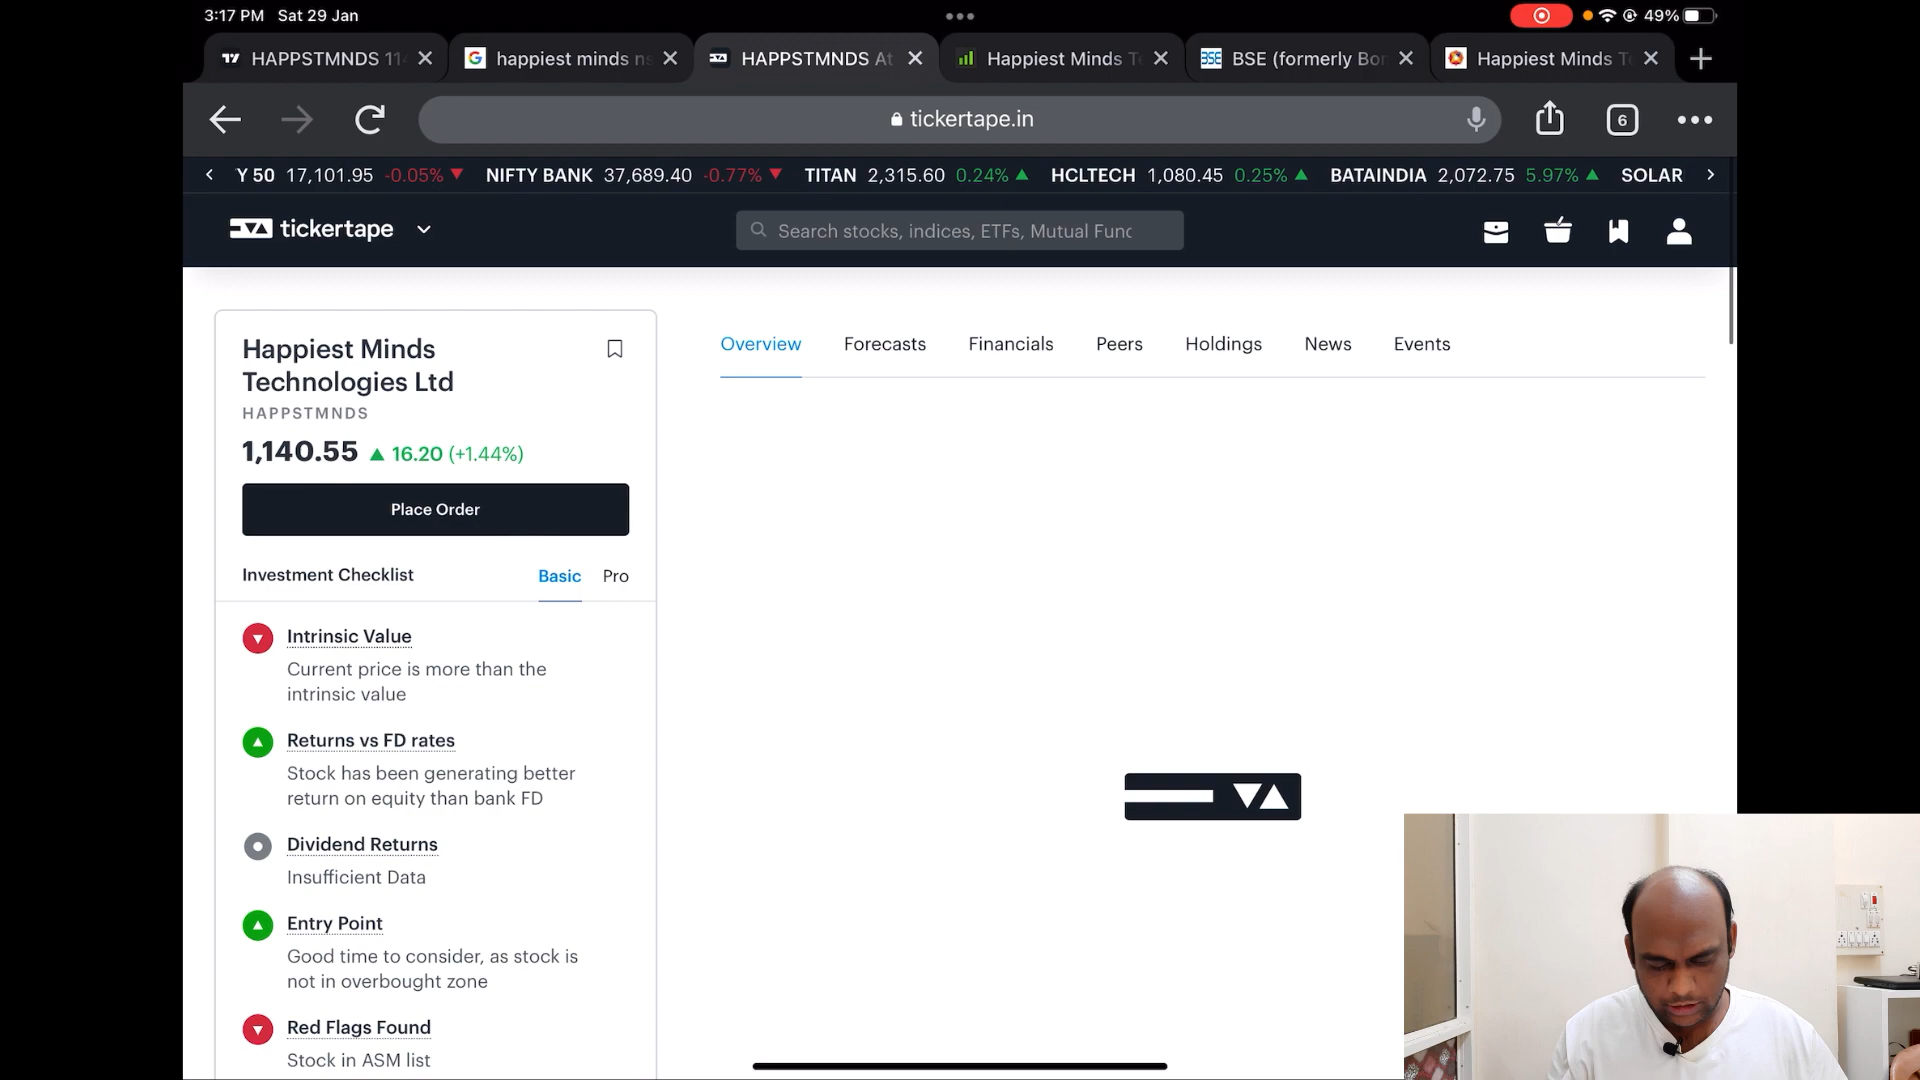 3:17 PM Sat 29 Jan
49%
HAPPSTMNDS 11
happiest minds ns
HAPPSTMNDS At
Happiest Minds Te
BSE (formerly Bom
Happiest Minds Te
tickertape.in
6
Y 50 17,101.95 -0.05% NIFTY BANK 37,689.40 -0.77% TITAN 2,315.60 0.24% HCLTECH 1,080.45 0.25% BATAINDIA 2,072.75 5.97% SOLAR
tickertape
Search stocks, indices, ETFs, Mutual Func
Happiest Minds
Technologies Ltd
HAPPSTMNDS
1,140.55 16.20 (+1.44%)
Place Order
Investment Checklist
Basic
Pro
Intrinsic Value
Current price is more than the
intrinsic value
Returns vs FD rates
Stock has been generating better
return on equity than bank FD
Dividend Returns
Insufficient Data
Entry Point
Good time to consider, as stock is
not in overbought zone
Red Flags Found
Stock in ASM list
Overview Forecasts Financials Peers Holdings News Events